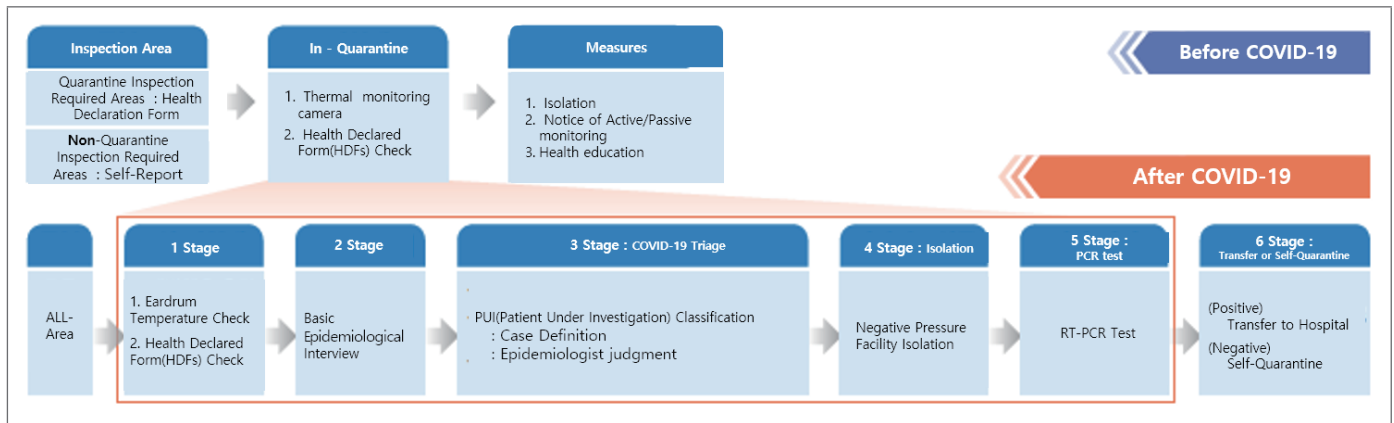 Inspection Area
Quarantine Inspection
Required Areas : Health
Declaration Form
Non-Quarantine
Inspection Required
Areas : Self-Report
In - Quarantine
1. Thermal monitoring
camera
2. Health Declared
Form(HDFs) Check
Measures
1. Isolation
2. Notice of Active/Passive
monitoring
3. Health education
Before COVID-19
After COVID-19
ALL-
Area
1 Stage
1. Eardrum
Temperature Check
2. Health Declared
Form(HDFs) Check
2 Stage
Basic
Epidemiological
Interview
3 Stage : COVID-19 Triage
PUI(Patient Under Investigation) Classification
: Case Definition
: Epidemiologist judgment
4 Stage : Isolation
Negative Pressure
Facility Isolation
5 Stage :
PCR test
RT-PCR Test
6 Stage :
Transfer or Self-Quarantine
(Positive)
Transfer to Hospital
(Negative)
Self-Quarantine